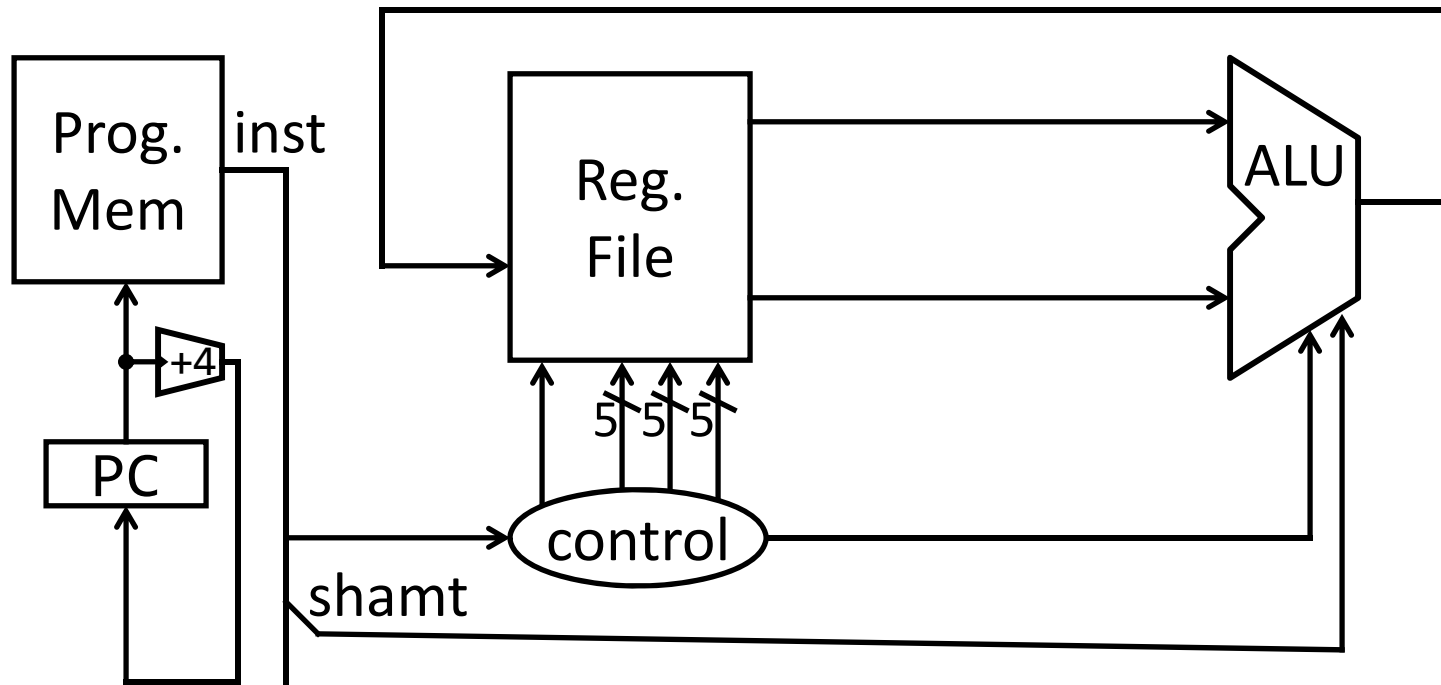 Prog.
Mem
inst
Reg.
File
ALU
+4
5 5 5
PC
control
shamt